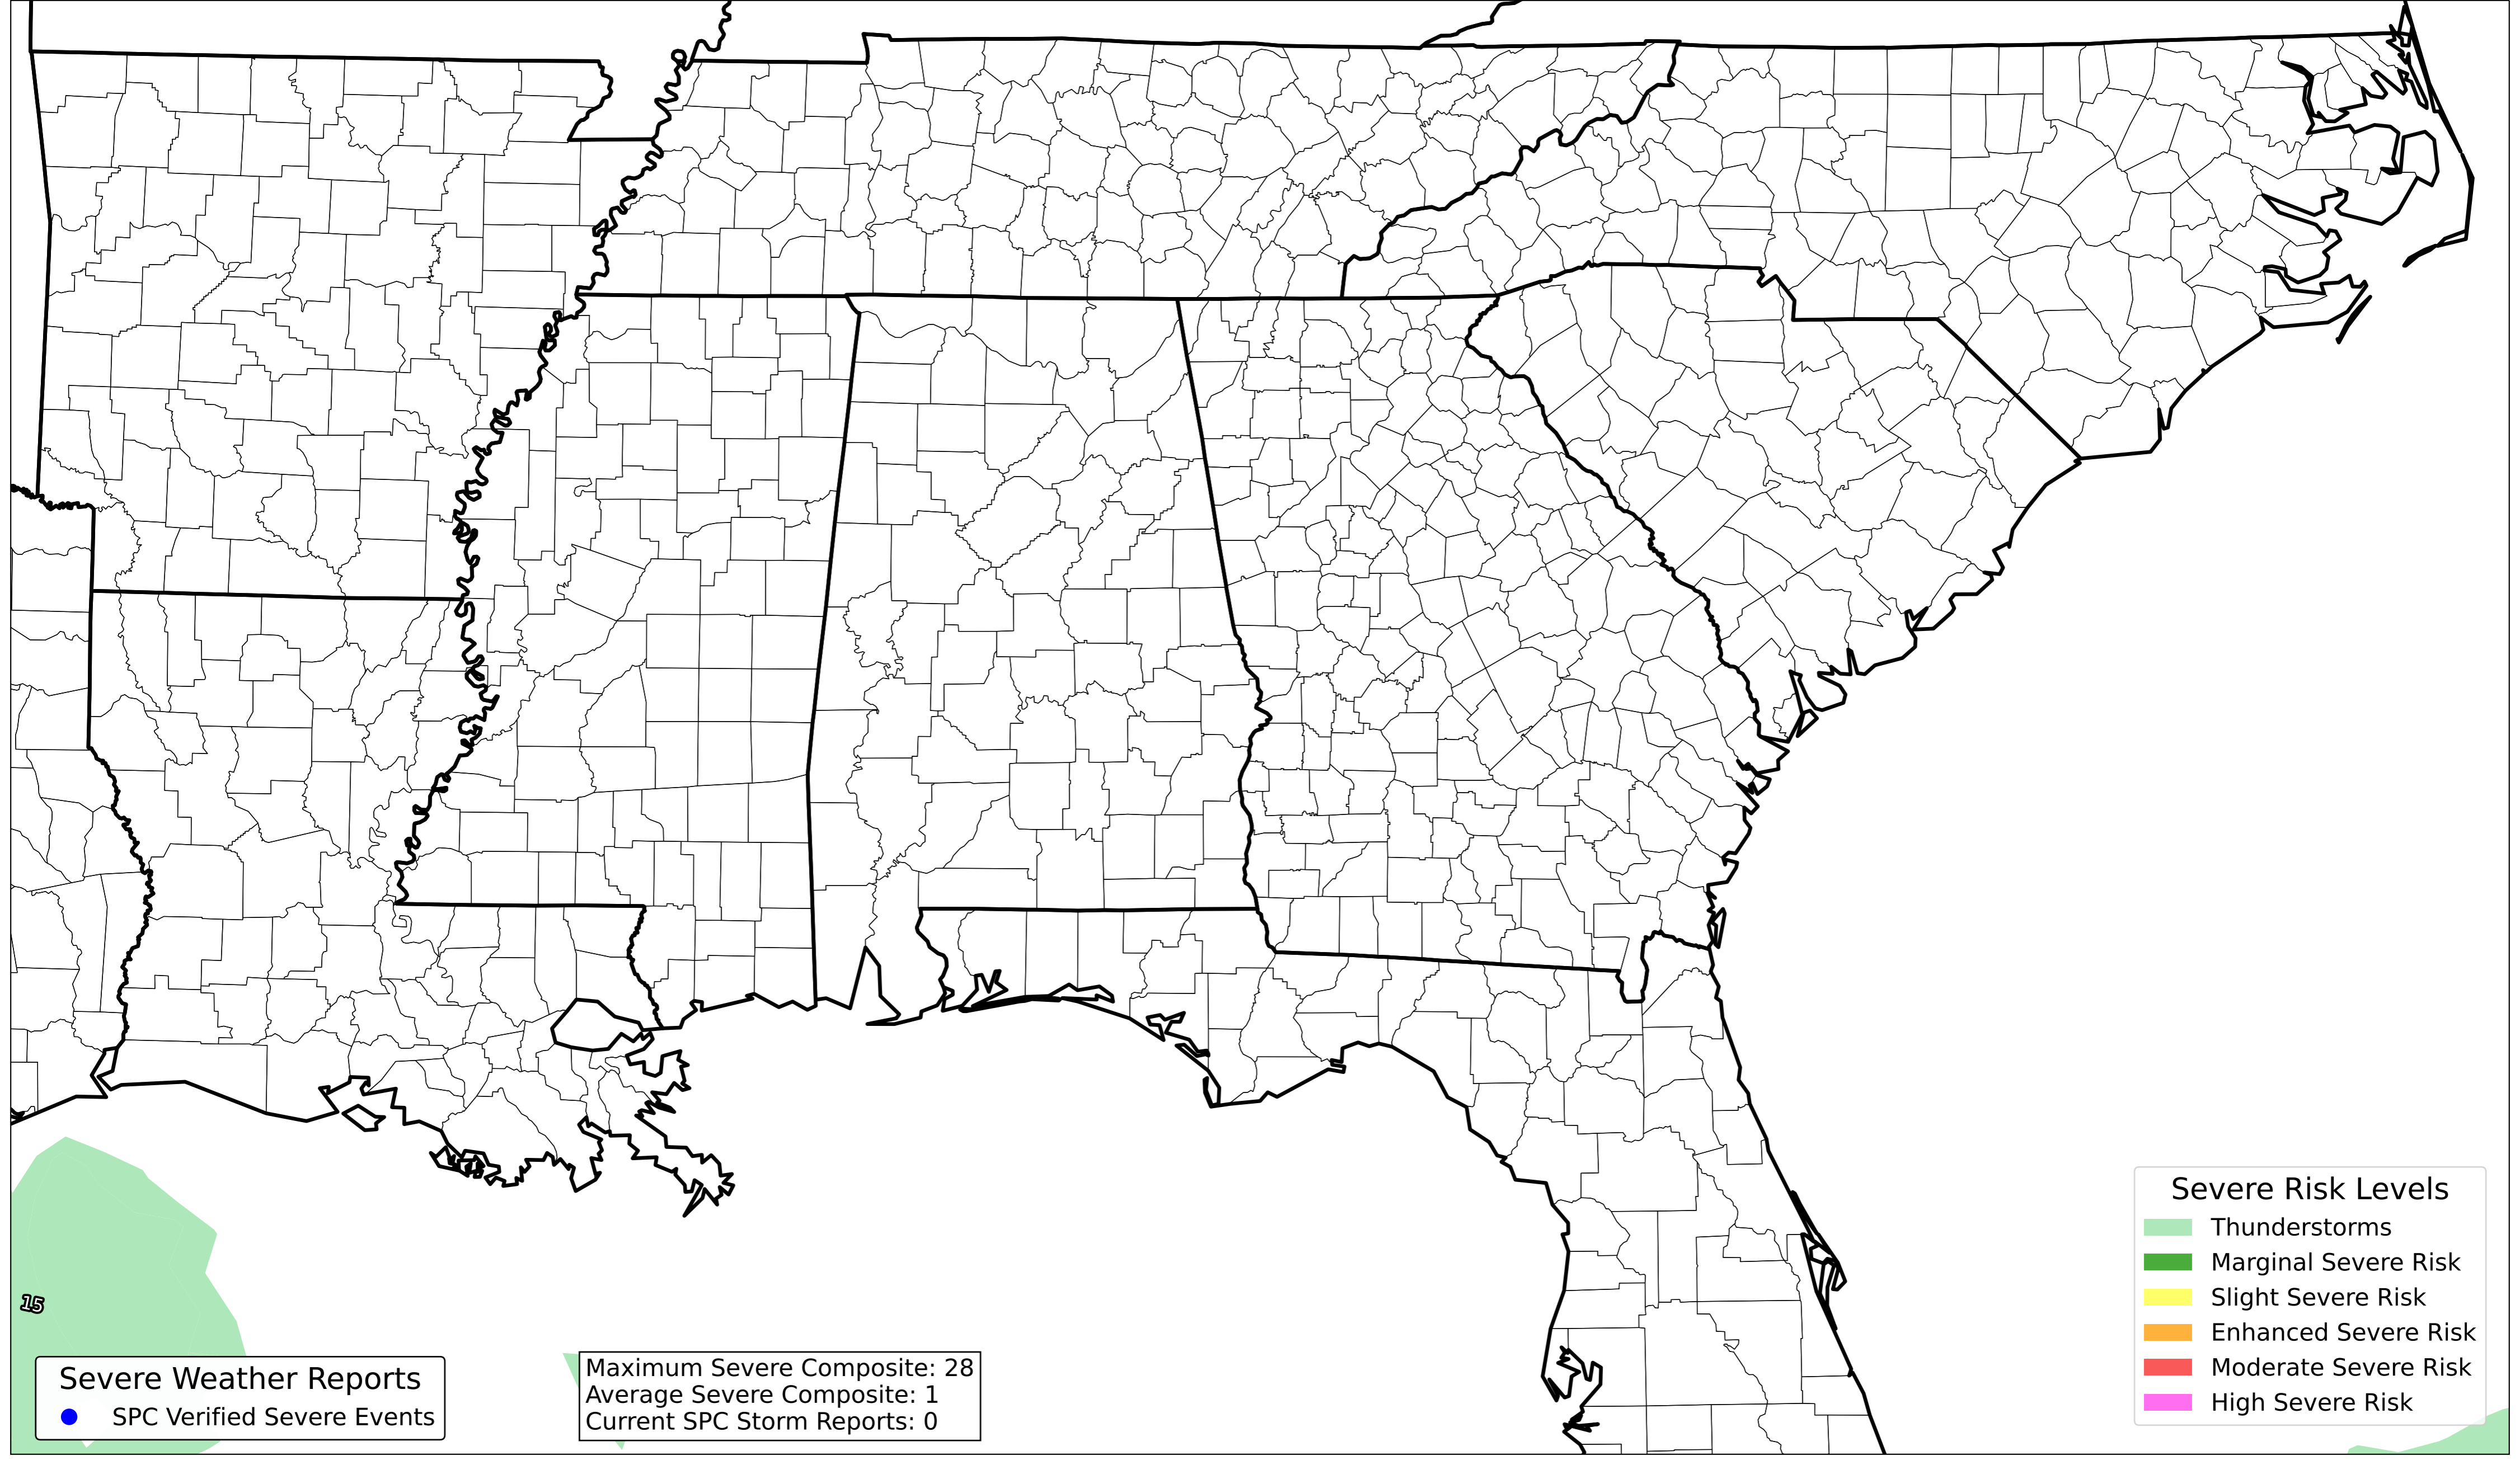 15
Severe Weather Reports
SPC Verified Severe Events
Maximum Severe Composite: 28
Average Severe Composite: 1
Current SPC Storm Reports: 0
Severe Risk Levels
Thunderstorms
Marginal Severe Risk
Slight Severe Risk
Enhanced Severe Risk
Moderate Severe Risk
High Severe Risk